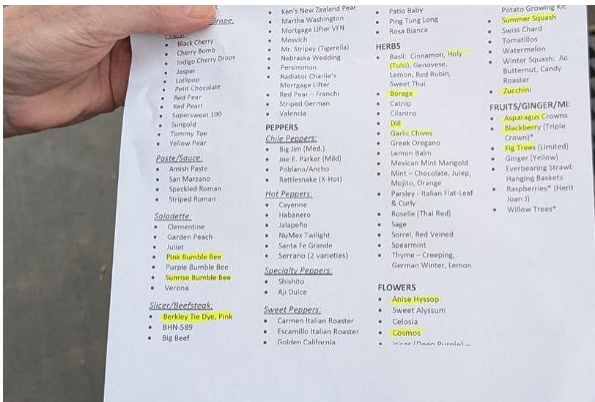 Grape,
Black Cherry
Cherry Bomb
Indigo Cherry Drops
Jasper
Lollipop
Petit Chocolate
Red Pear
Red Pearl
Supersweet 100
Sungold
Tommy Toe
Yellow Pear
Paste/Sauce:
Amish Paste
San Marzano
Speckled Roman
Striped Roman
Saladette:
Clementine
Garden Peach
Juliet
Pink Bumble Bee
Purple Bumble Bee
Sunrise Bumble Bee
Verona
Slicer/Beefsteak:
Berkley Tie Dye, Pink
BHN-589
Big Beef
Ken's New Zealand Pear
Martha Washington
Mortgage Lifter VFN
Moskvich
Mr. Stripey (Tigerella)
Nebraska Wedding
Persimmon
Radiator Charlie's
Mortgage Lifter
Red Pear – Franchi
Striped German
Valencia
PEPPERS
Chile Peppers:
Big Jim (Med.)
Joe E. Parker (Mild)
Poblano/Ancho
Rattlesnake (X-Hot)
Hot Peppers:
Cayenne
Habanero
Jalapeño
NuMex Twilight
Santa Fe Grande
Serrano (2 varieties)
Specialty Peppers:
Shishito
Aji Dulce
Sweet Peppers:
Carmen Italian Roaster
Escamillo Italian Roaster
Golden California
Patio Baby
Ping Tung Long
Rosa Bianca
HERBS
Basil: Cinnamon, Holy
(Tulsi), Genovese,
Lemon, Red Rubin,
Sweet Thai
Borage
Catnip
Cilantro
Dill
Garlic Chives
Greek Oregano
Lemon Balm
Mexican Mint Marigold
Mint – Chocolate, Julep,
Mojito, Orange
Parsley - Italian Flat-Leaf
& Curly
Roselle (Thai Red)
Sage
Sorrel, Red Veined
Spearmint
Thyme – Creeping,
German Winter, Lemon
FLOWERS
Anise Hyssop
Sweet Alyssum
Celosia
Cosmos
Potato Growing Kit
Summer Squash
Swiss Chard
Tomatillos
Watermelon
Winter Squash: Ac
Butternut, Candy
Roaster
Zucchini
FRUITS/GINGER/MI
Asparagus Crowns
Blackberry (Triple
Crown)*
Fig Trees (Limited)
Ginger (Yellow)
Everbearing Strawb
Hanging Baskets
Raspberries* (Herit
Joan J)
Willow Trees*